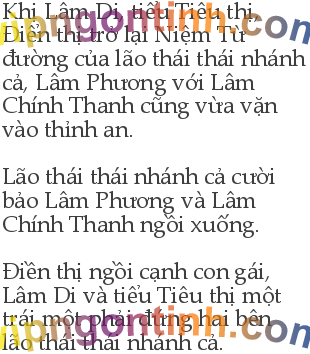 Khi Lâm Di, tiểu Tiêu thị,
Điền thị trở lại Niệm Từ
đường của lão thái thái nhánh
cả, Lâm Phương với Lâm
Chính Thanh cũng vừa vặn
vào thỉnh an.
Lão thái thái nhánh cả cười
bảo Lâm Phương và Lâm
Chính Thanh ngồi xuống.
Điền thị ngồi cạnh con gái,
Lâm Di và tiểu Tiêu thị một
trái một phải đứng hai bên
lão thái thái nhánh cả.